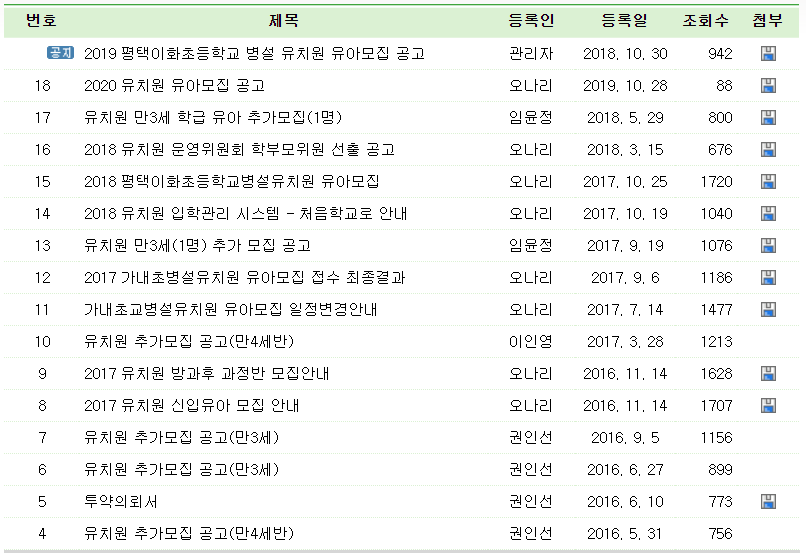 번호 제목 등록인 등록일 조회수 첨부
공지 2019 평택이화초등학교 병설 유치원 유아모집 공고 관리자 2018. 10. 30 942
18 2020 유치원 유아모집 공고 오나리 2019. 10. 28 88
17 유치원 만3세 학급 유아 추가모집(1명) 임윤정 2018. 5. 29 800
16 2018 유치원 운영위원회 학부모위원 선출 공고 오나리 2018. 3. 15 676
15 2018 평택이화초등학교병설유치원 유아모집 오나리 2017. 10. 25 1720
14 2018 유치원 입학관리 시스템 - 처음학교로 안내 오나리 2017. 10. 19 1040
13 유치원 만3세(1명) 추가 모집 공고 임윤정 2017. 9. 19 1076
12 2017 가내초병설유치원 유아모집 접수 최종결과 오나리 2017. 9. 6 1186
11 가내초교병설유치원 유아모집 일정변경안내 오나리 2017. 7. 14 1477
10 유치원 추가모집 공고(만4세반) 이인영 2017. 3. 28 1213
9 2017 유치원 방과후 과정반 모집안내 오나리 2016. 11. 14 1628
8 2017 유치원 신입유아 모집 안내 오나리 2016. 11. 14 1707
7 유치원 추가모집 공고(만3세) 권인선 2016. 9. 5 1156
6 유치원 추가모집 공고(만3세) 권인선 2016. 6. 27 899
5 투약의뢰서 권인선 2016. 6. 10 773
4 유치원 추가모집 공고(만4세반) 권인선 2016. 5. 31 756